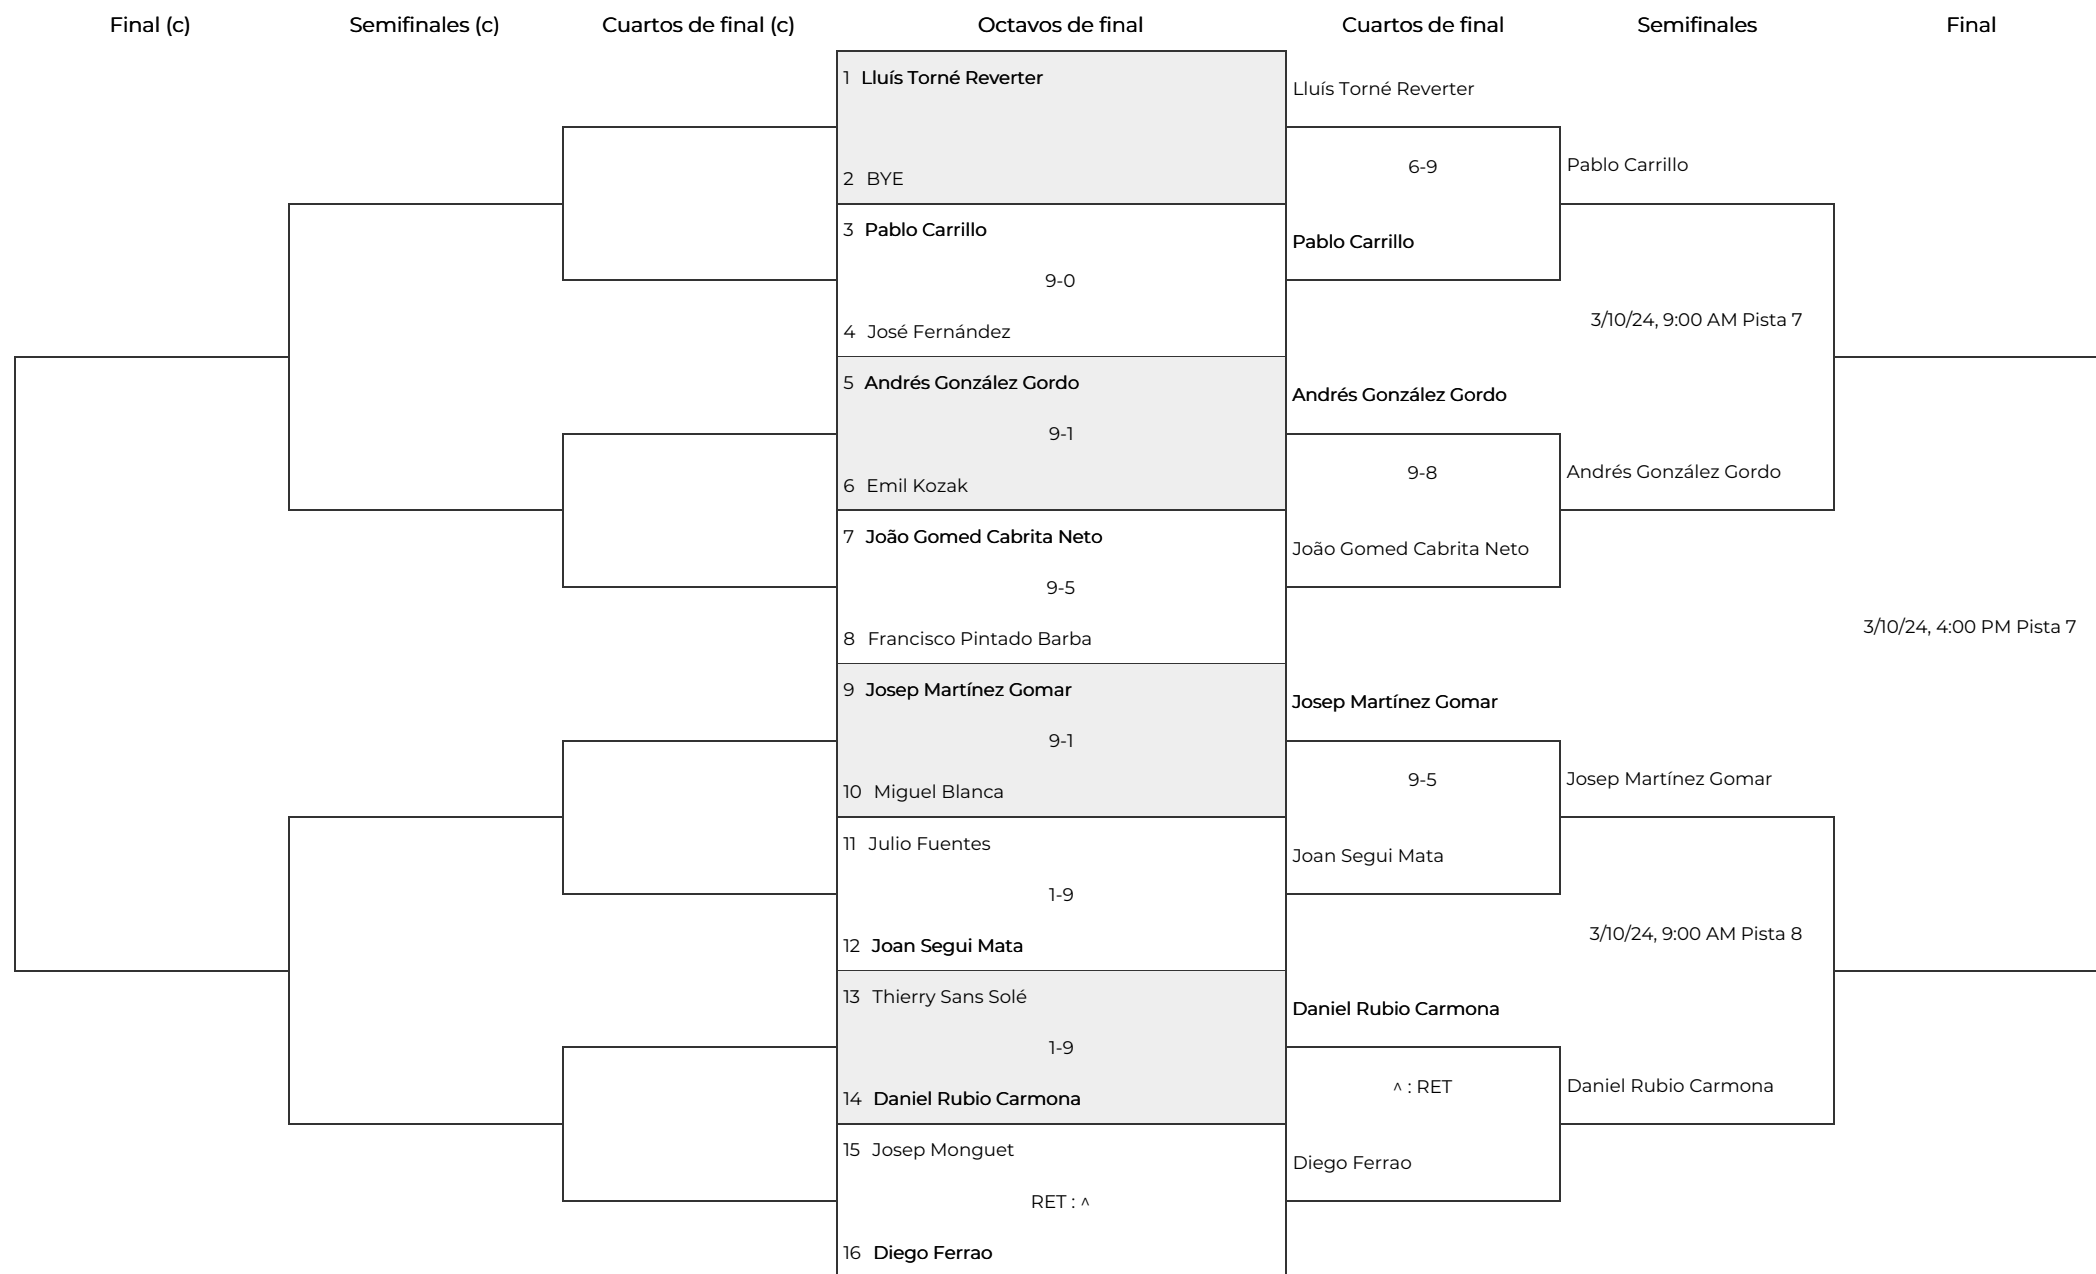 Final (c) Semifinales (c) Cuartos de final (c) Octavos de final Cuartos de final Semifinales Final
1 Lluís Torné Reverter
2 BYE
3 Pablo Carrillo
9-0
4 José Fernández
5 Andrés González Gordo
9-1
6 Emil Kozak
7 João Gomed Cabrita Neto
9-5
8 Francisco Pintado Barba
9 Josep Martínez Gomar
9-1
10 Miguel Blanca
11 Julio Fuentes
1-9
12 Joan Segui Mata
13 Thierry Sans Solé
1-9
14 Daniel Rubio Carmona
15 Josep Monguet
RET : ^
16 Diego Ferrao
Lluís Torné Reverter
6-9
Pablo Carrillo
Andrés González Gordo
9-8
João Gomed Cabrita Neto
Josep Martínez Gomar
9-5
Joan Segui Mata
Daniel Rubio Carmona
^ : RET
Diego Ferrao
Pablo Carrillo
3/10/24, 9:00 AM Pista 7
Andrés González Gordo
Josep Martínez Gomar
3/10/24, 9:00 AM Pista 8
Daniel Rubio Carmona
3/10/24, 4:00 PM Pista 7